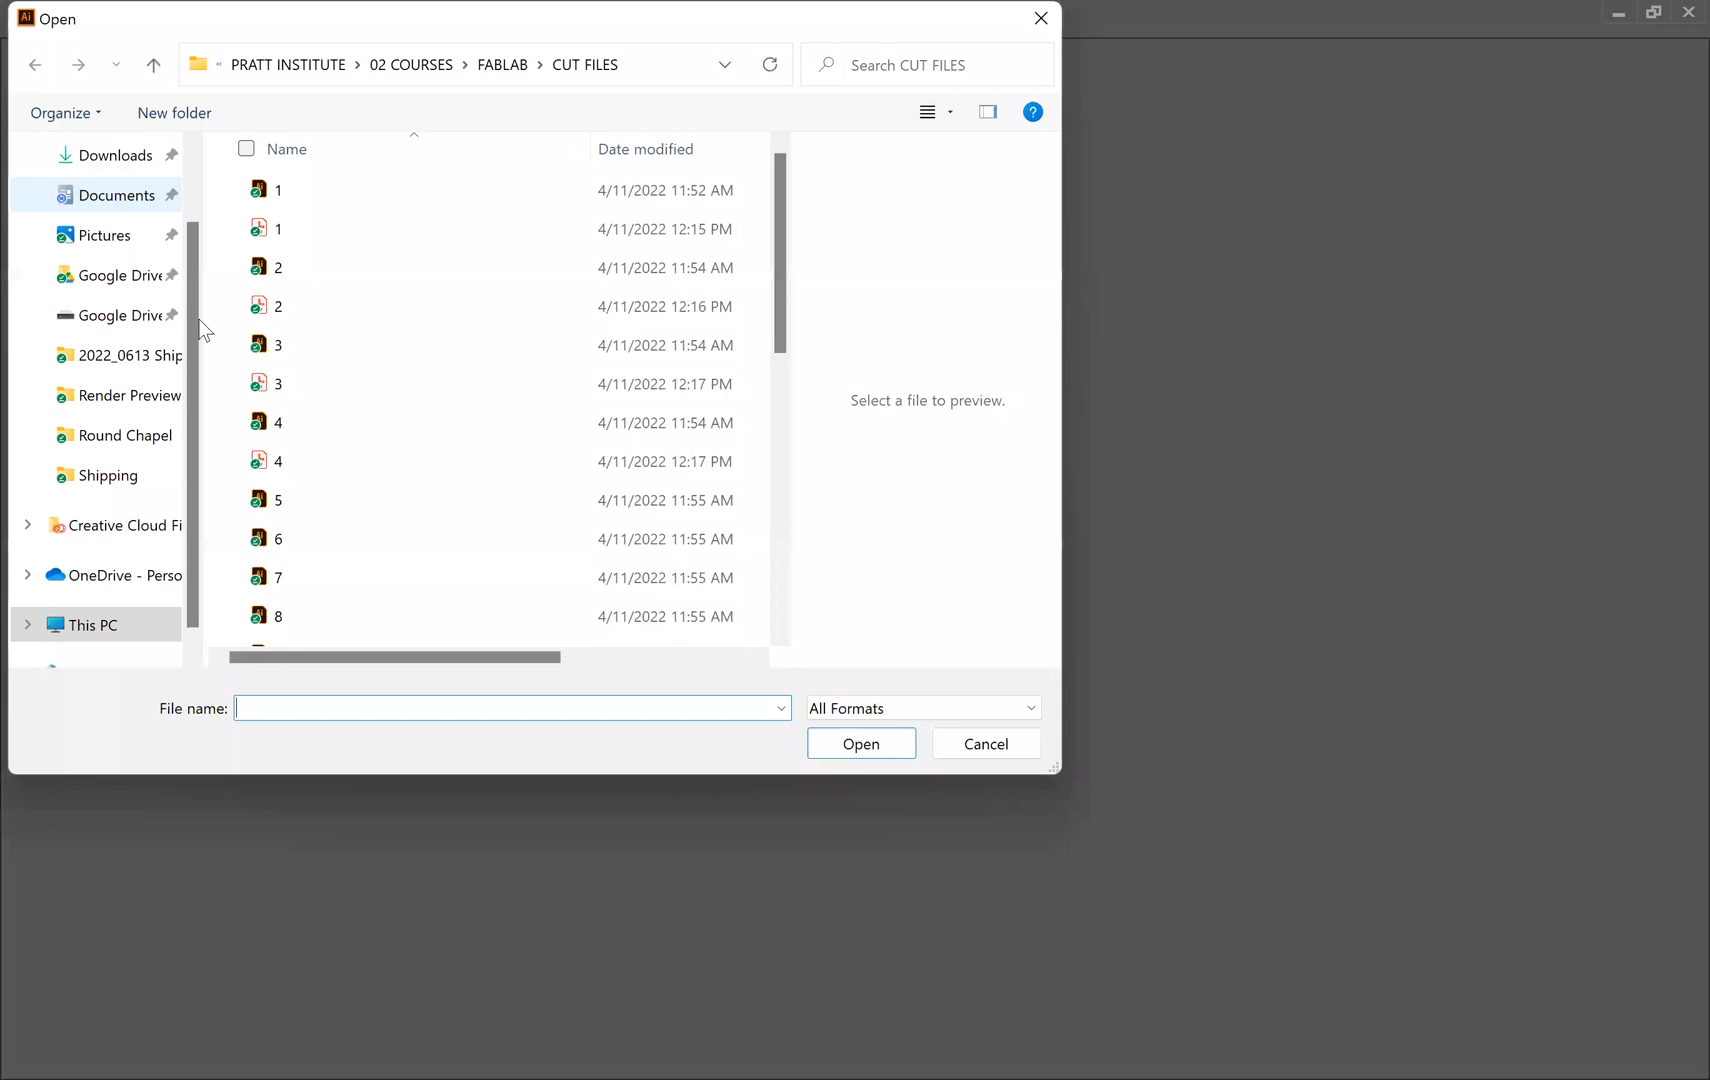 Ai Open
« PRATT INSTITUTE > 02 COURSES > FABLAB > CUT FILES
Search CUT FILES
Organize
New folder
?
Downloads
Documents
Pictures
Google Drive
Google Drive
2022_0613 Ship
Render Preview
Round Chapel
Shipping
Creative Cloud Fi
OneDrive - Perso
This PC
Name Date modified
1 4/11/2022 11:52 AM
1 4/11/2022 12:15 PM
2 4/11/2022 11:54 AM
2 4/11/2022 12:16 PM
3 4/11/2022 11:54 AM
3 4/11/2022 12:17 PM
4 4/11/2022 11:54 AM
4 4/11/2022 12:17 PM
5 4/11/2022 11:55 AM
6 4/11/2022 11:55 AM
7 4/11/2022 11:55 AM
8 4/11/2022 11:55 AM
Select a file to preview.
File name:
All Formats
Open
Cancel